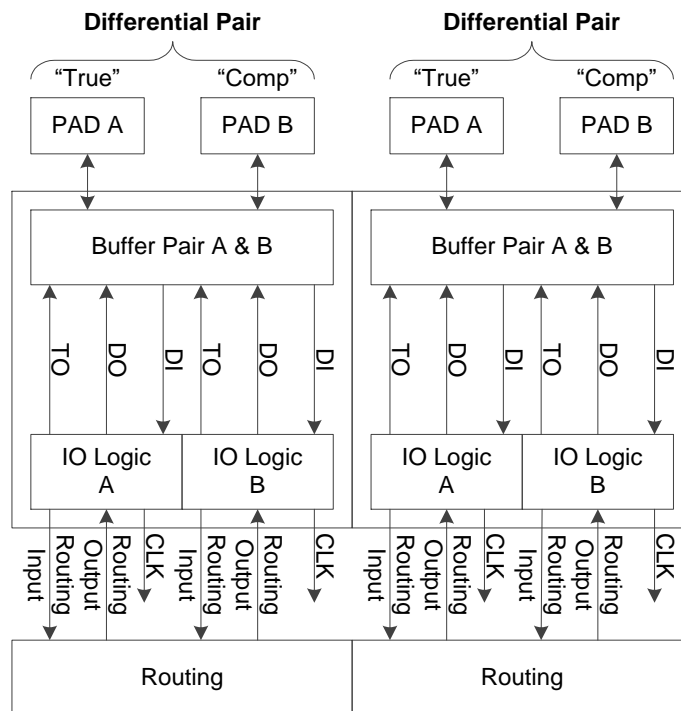 Differential Pair Differential Pair
“True” “Comp” “True” “Comp”
PAD A PAD B PAD A PAD B
Buffer Pair A & B Buffer Pair A & B
TO DO DI TO DO DI TO DO DI TO DO DI
IO Logic A IO Logic B IO Logic A IO Logic B
Routing Input Routing Output CLK Routing Input Routing Output CLK Routing Input Routing Output CLK Routing Input Routing Output CLK
Routing Routing